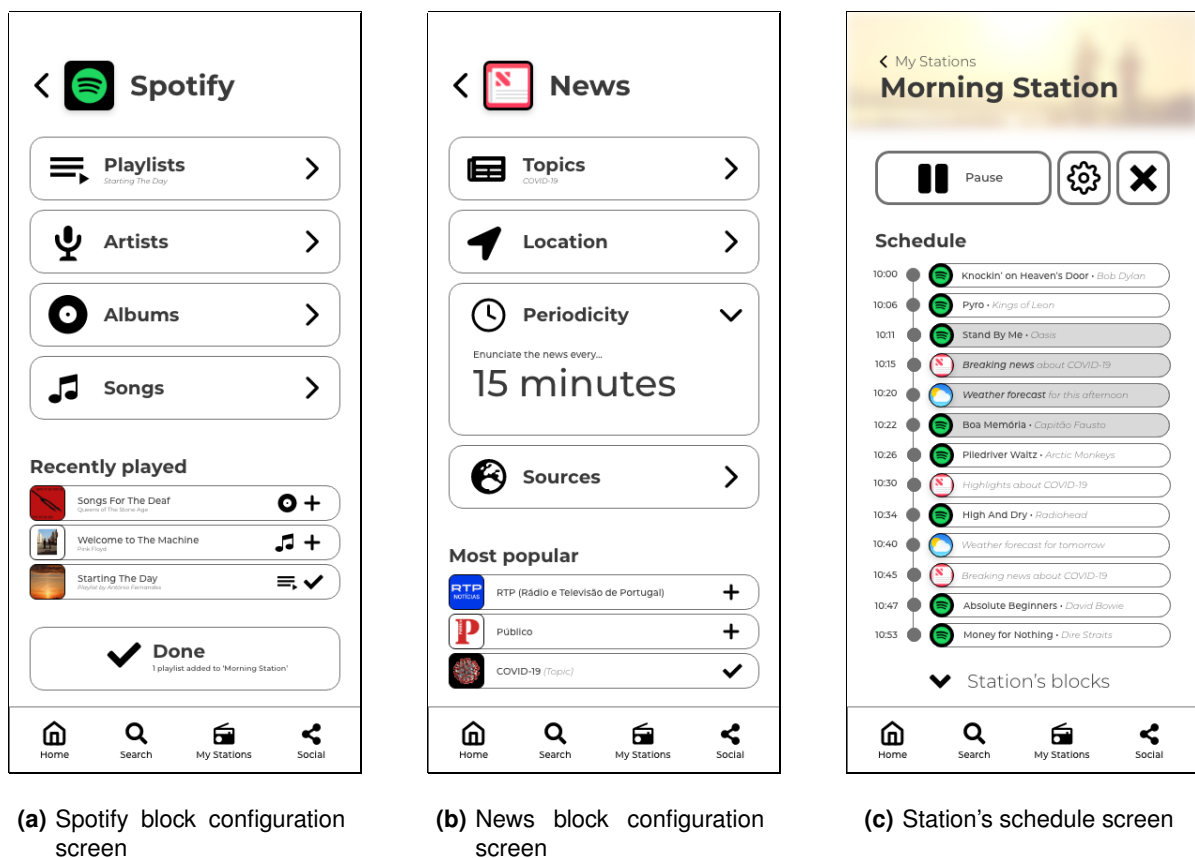 Spotify
Playlists
Starting The Day
Artists
Albums
Songs
Recently played
Songs For The Deaf
Queens of The Stone Age
Welcome to The Machine
Pink Floyd
Starting The Day
Playlist by António Fernandes
Done
1 playlist added to 'Morning Station'
Home Search My Stations Social
(a) Spotify block configuration
screen
News
Topics
COVID-19
Location
Periodicity
Enunciate the news every...
15 minutes
Sources
Most popular
RTP NOTÍCIAS RTP (Rádio e Televisão de Portugal)
P Público
COVID-19 (Topic)
Home Search My Stations Social
(b) News block configuration
screen
My Stations
Morning Station
Pause
Schedule
10:00 Knockin' on Heaven's Door • Bob Dylan
10:06 Pyro • Kings of Leon
10:11 Stand By Me • Oasis
10:15 Breaking news about COVID-19
10:20 Weather forecast for this afternoon
10:22 Boa Memória • Capitão Fausto
10:26 Piledriver Waltz • Arctic Monkeys
10:30 Highlights about COVID-19
10:34 High And Dry • Radiohead
10:40 Weather forecast for tomorrow
10:45 Breaking news about COVID-19
10:47 Absolute Beginners • David Bowie
10:53 Money for Nothing • Dire Straits
Station's blocks
Home Search My Stations Social
(c) Station's schedule screen